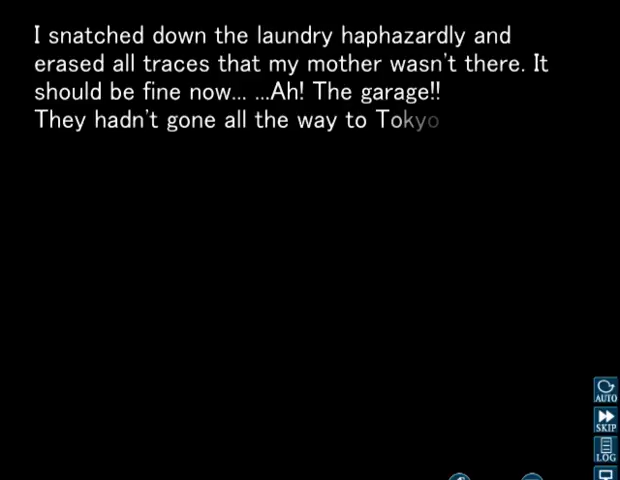 I snatched down the laundry haphazardly and
erased all traces that my mother wasn't there. It
should be fine now... ...Ah! The garage!!
They hadn't gone all the way to Tokyo
AUTO
SKIP
LOG